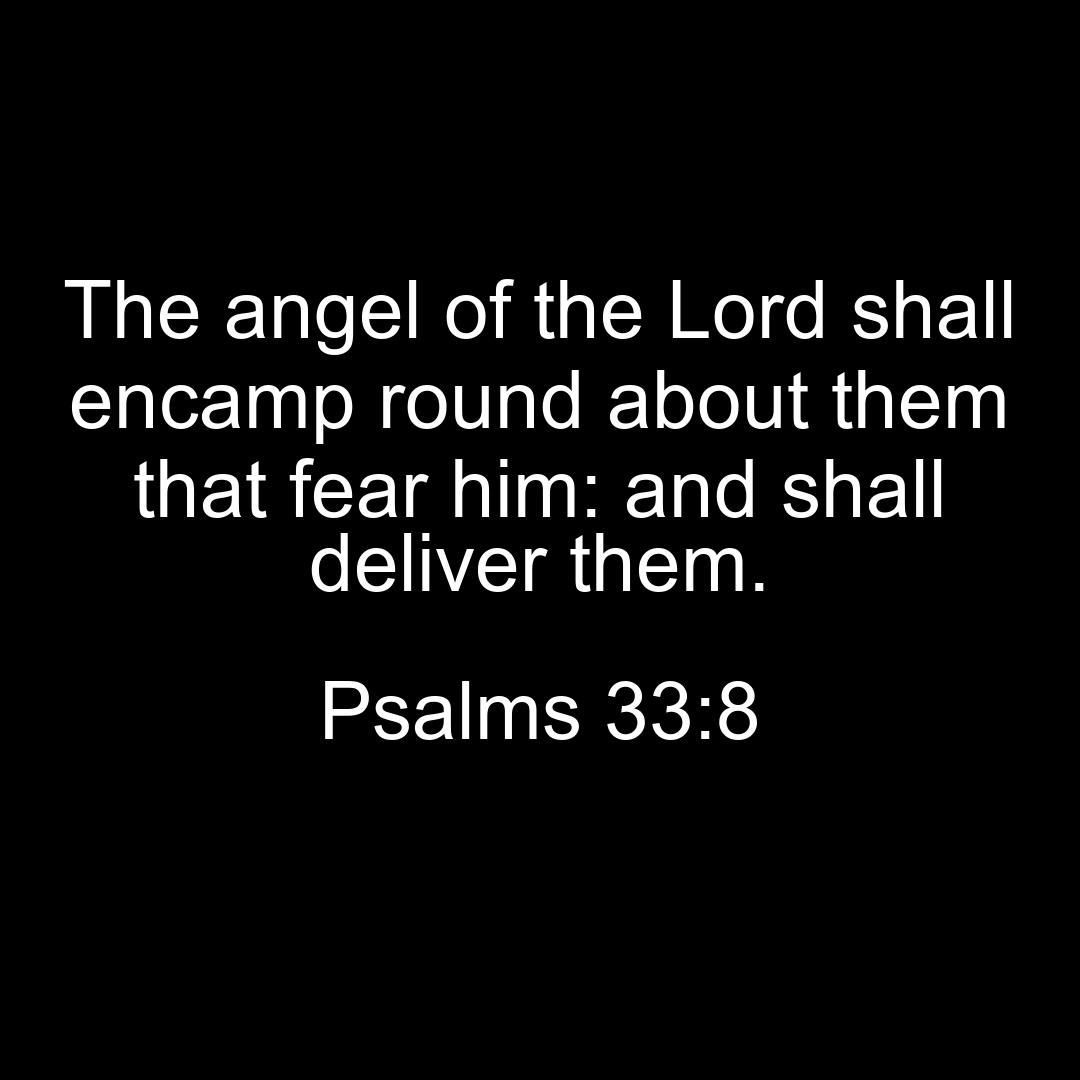 The angel of the Lord shall
encamp round about them
that fear him: and shall
deliver them.
Psalms 33:8